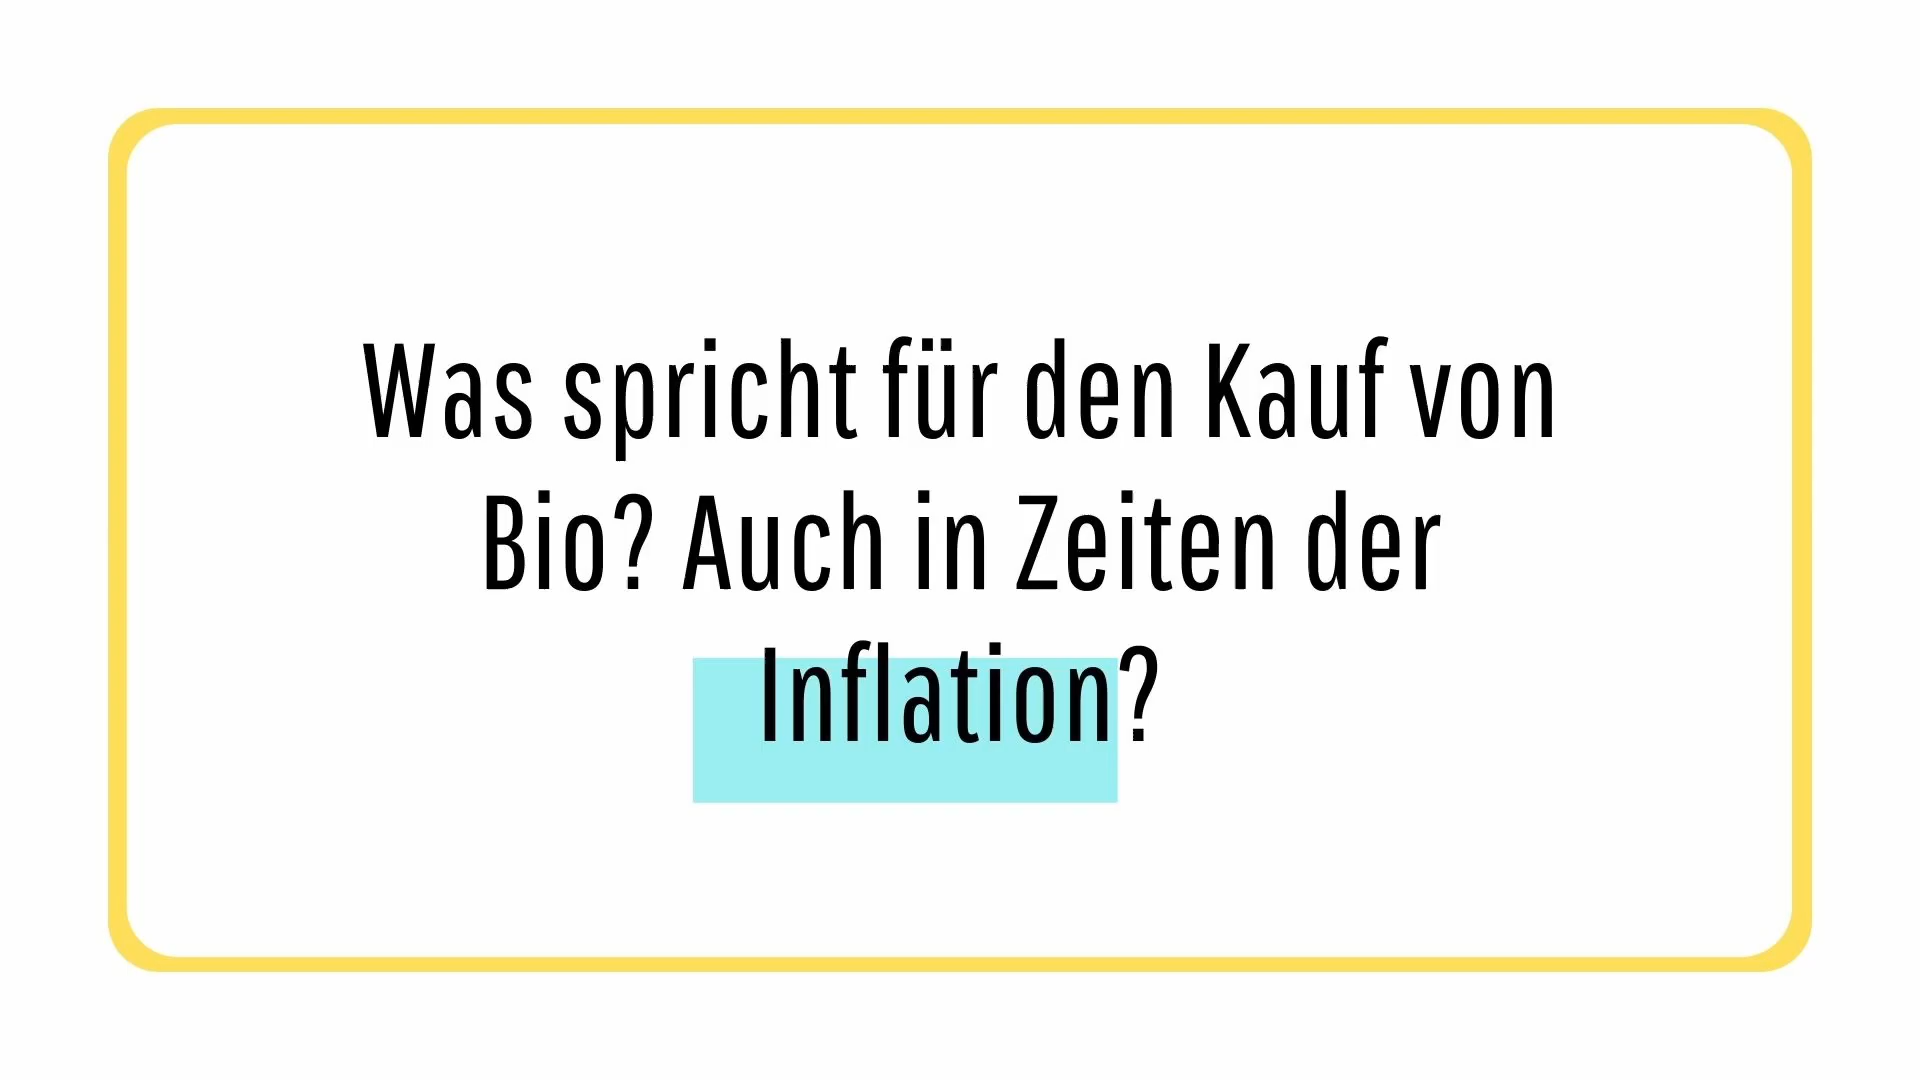 Was spricht für den Kauf von
Bio? Auch in Zeiten der
Inflation?